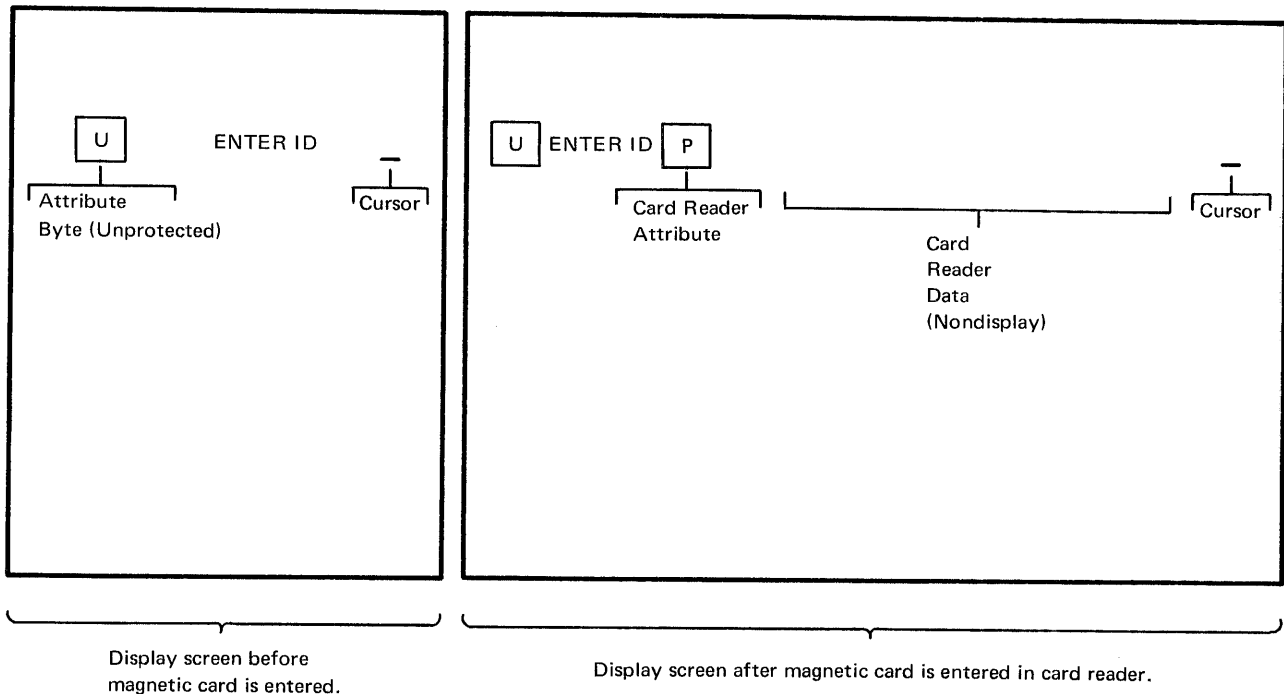 U ENTER ID
Attribute
Byte (Unprotected)
Cursor
U ENTER ID P
Card Reader
Attribute
Card
Reader
Data
(Nondisplay)
Cursor
Display screen before
magnetic card is entered.
Display screen after magnetic card is entered in card reader.